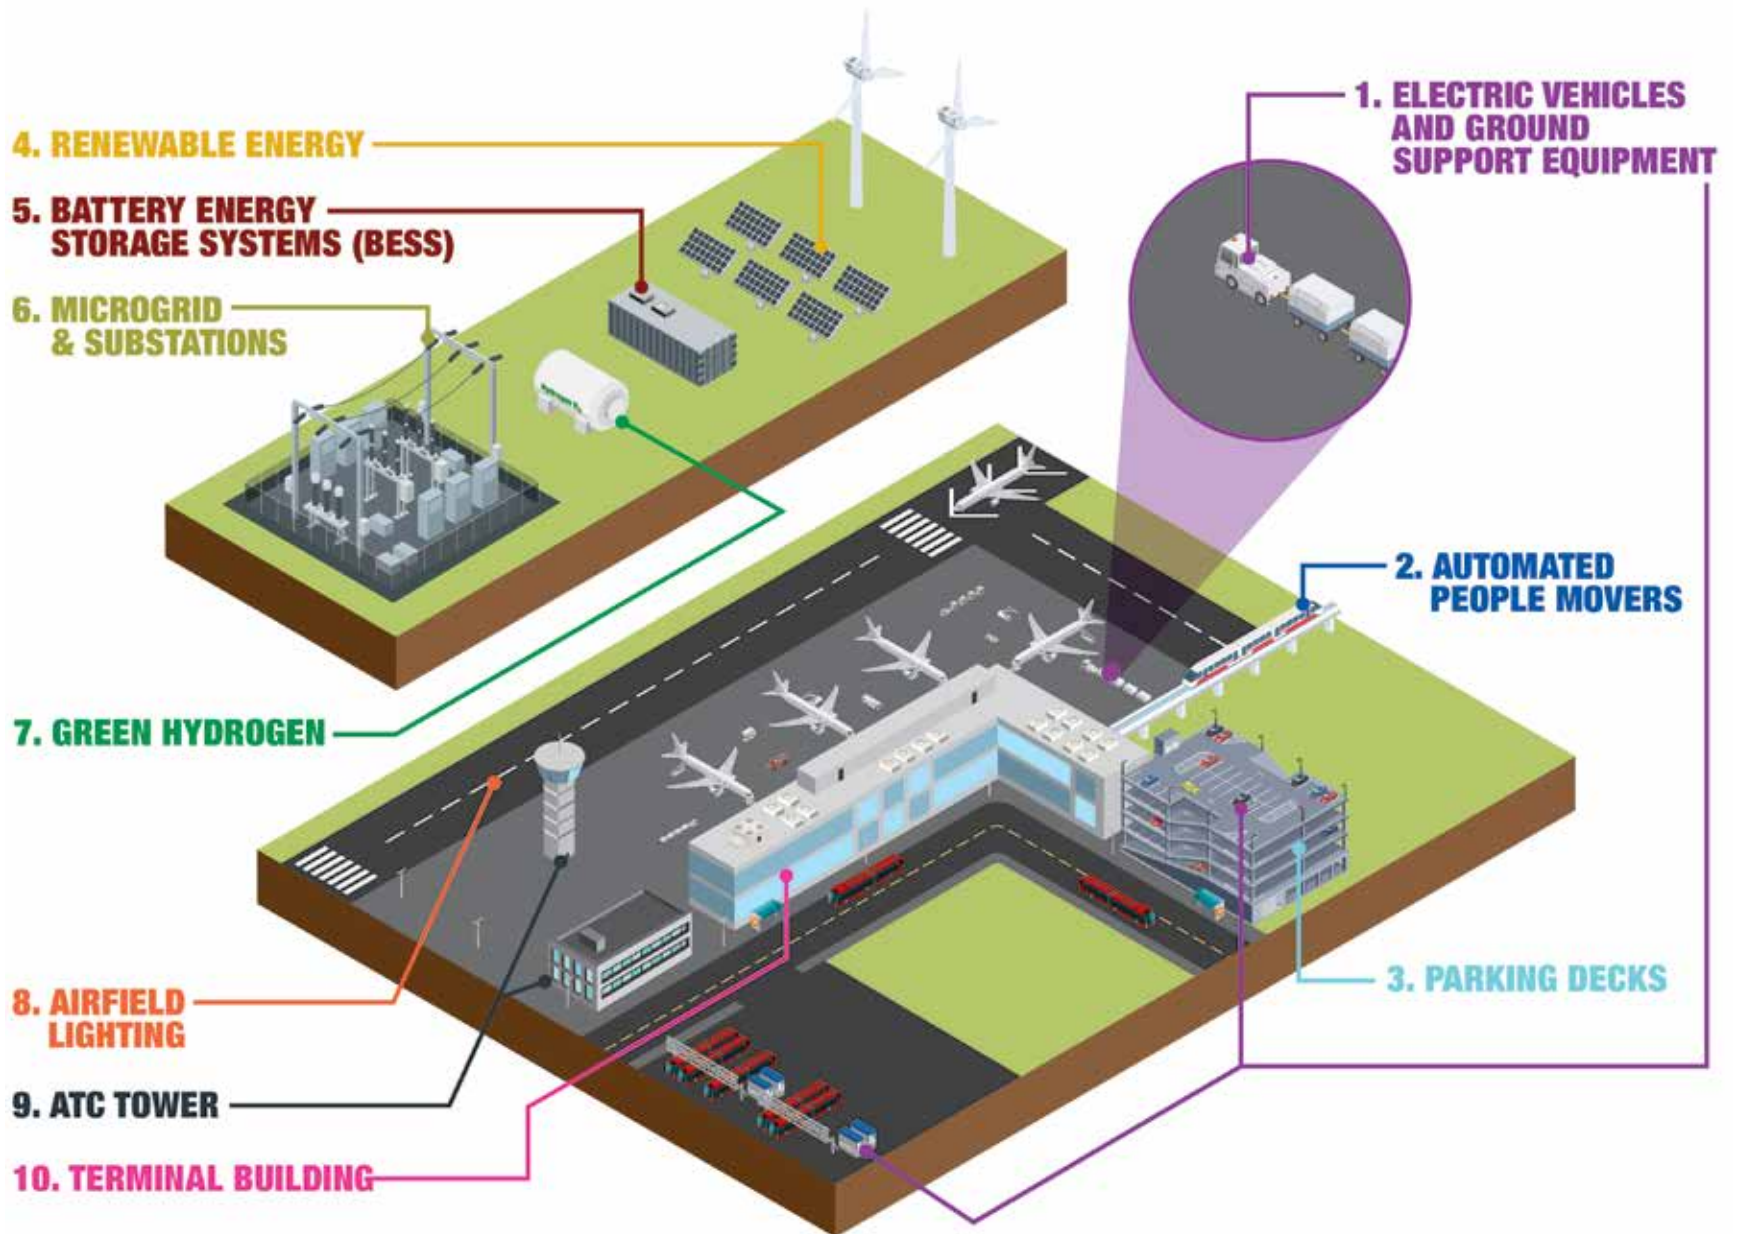 1. ELECTRIC VEHICLES
AND GROUND
SUPPORT EQUIPMENT
2. AUTOMATED
PEOPLE MOVERS
3. PARKING DECKS
4. RENEWABLE ENERGY
5. BATTERY ENERGY
STORAGE SYSTEMS (BESS)
6. MICROGRID
& SUBSTATIONS
Hydrogen H₂
7. GREEN HYDROGEN
8. AIRFIELD
LIGHTING
9. ATC TOWER
10. TERMINAL BUILDING